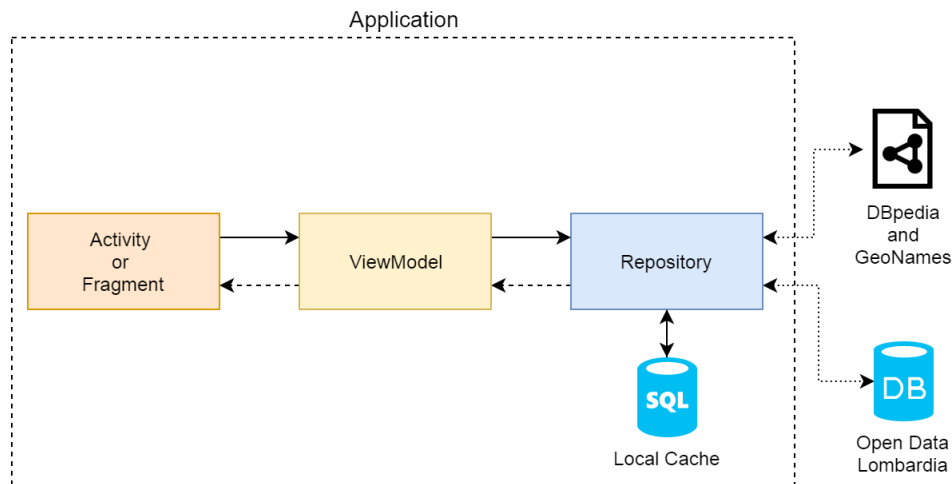 Application
Activity
or
Fragment
ViewModel
Repository
DBpedia
and
GeoNames
SQL
Local Cache
DB
Open Data
Lombardia